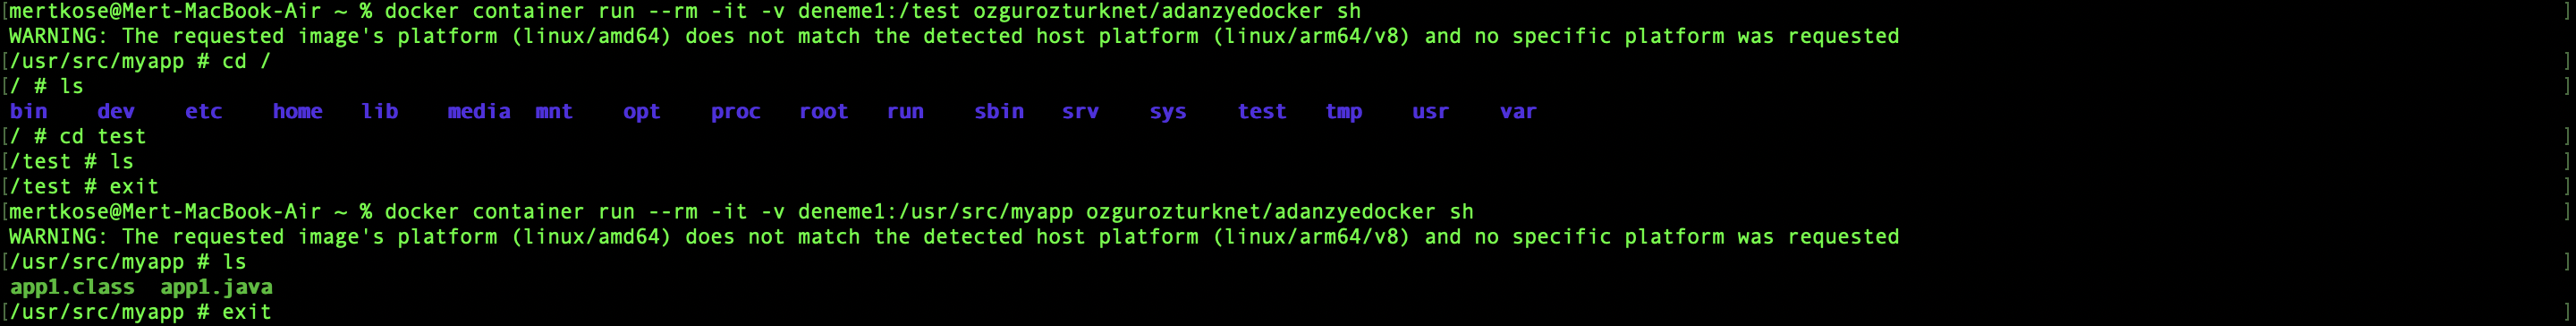 [mertkose@Mert-MacBook-Air ~ % docker container run --rm -it -v deneme1:/test ozgurozturknet/adanzyedocker sh ]
WARNING: The requested image's platform (linux/amd64) does not match the detected host platform (linux/arm64/v8) and no specific platform was requested
[/usr/src/myapp # cd / ]
[/ # ls ]
bin dev etc home lib media mnt opt proc root run sbin srv sys test tmp usr var
[/ # cd test ]
[/test # ls ]
[/test # exit ]
[mertkose@Mert-MacBook-Air ~ % docker container run --rm -it -v deneme1:/usr/src/myapp ozgurozturknet/adanzyedocker sh ]
WARNING: The requested image's platform (linux/amd64) does not match the detected host platform (linux/arm64/v8) and no specific platform was requested
[/usr/src/myapp # ls ]
app1.class app1.java
[/usr/src/myapp # exit ]